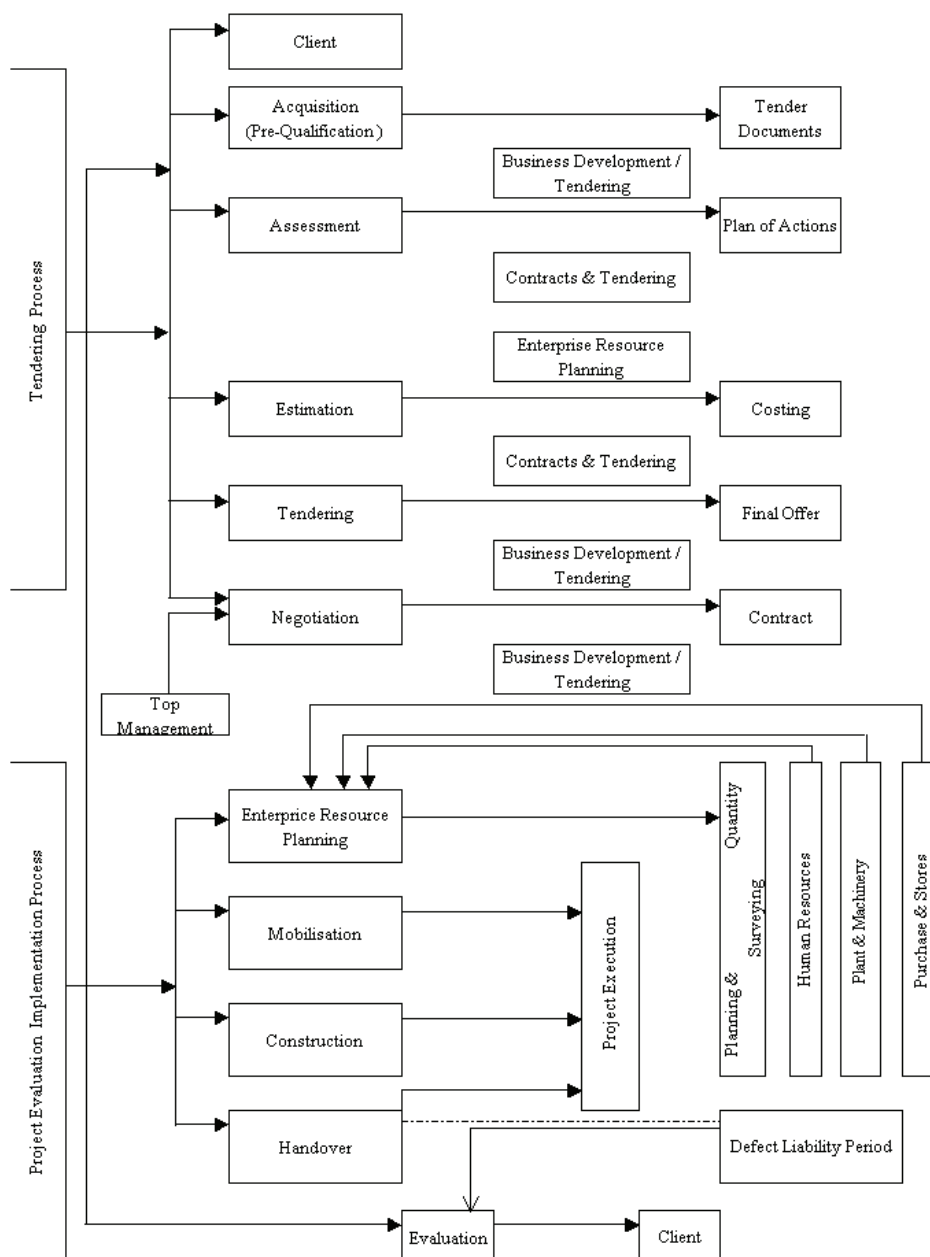 Client
Acquisition
(Pre-Qualification)
Tender
Documents
Business Development /
Tendering
Assessment
Plan of Actions
Contracts & Tendering
Tendering Process
Enterprise Resource
Planning
Estimation
Costing
Contracts & Tendering
Tendering
Final Offer
Business Development /
Tendering
Negotiation
Contract
Business Development /
Tendering
Top
Management
Project Evaluation Implementation Process
Enterprice Resource
Planning
Mobilisation
Construction
Handover
Project Execution
Planning & Quantity
Surveying
Human Resources
Plant & Machinery
Purchase & Stores
Defect Liability Period
Evaluation
Client